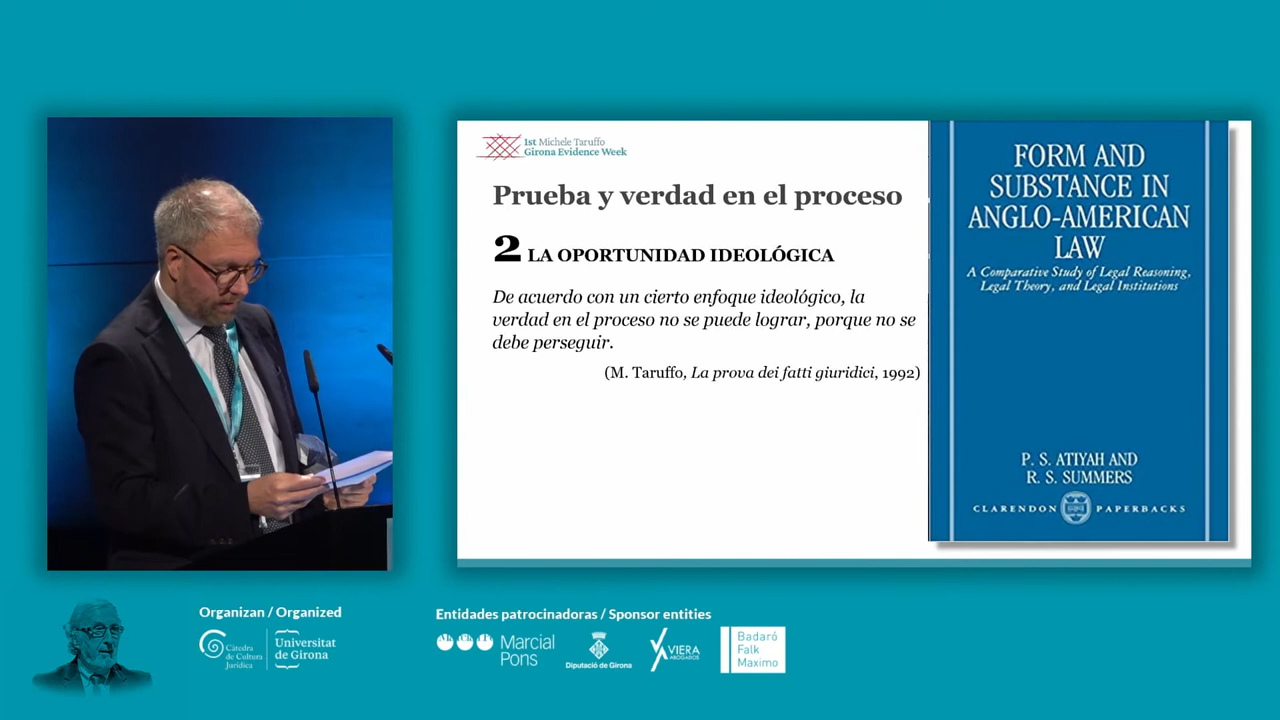 1st Michele Taruffo
Girona Evidence Week
Prueba y verdad en el proceso
2 LA OPORTUNIDAD IDEOLÓGICA
De acuerdo con un cierto enfoque ideológico, la
verdad en el proceso no se puede lograr, porque no se
debe perseguir.
(M. Taruffo, La prova dei fatti giuridici, 1992)
FORM AND
SUBSTANCE IN
ANGLO-AMERICAN
LAW
A Comparative Study of Legal Reasoning,
Legal Theory, and Legal Institutions
P. S. ATIYAH AND
R. S. SUMMERS
CLARENDON PAPERBACKS
Organizan / Organized
Càtedra
de Cultura
Jurídica
Universitat
de Girona
Entidades patrocinadoras / Sponsor entities
Marcial
Pons
Diputació de Girona
VIERA
ABOGADOS
Badaró
Falk
Maximo